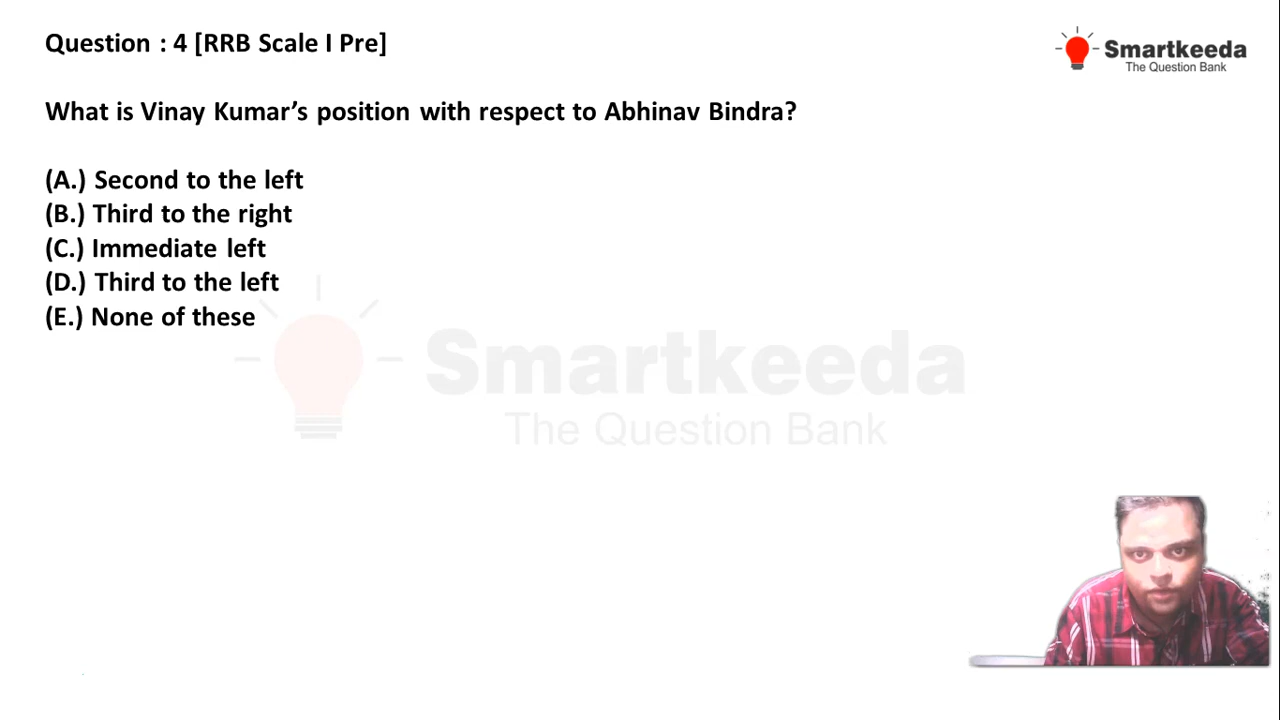 Question : 4 [RRB Scale I Pre]
Smartkeeda
The Question Bank
What is Vinay Kumar’s position with respect to Abhinav Bindra?
(A.) Second to the left
(B.) Third to the right
(C.) Immediate left
(D.) Third to the left
(E.) None of these
Smartkeeda
The Question Bank